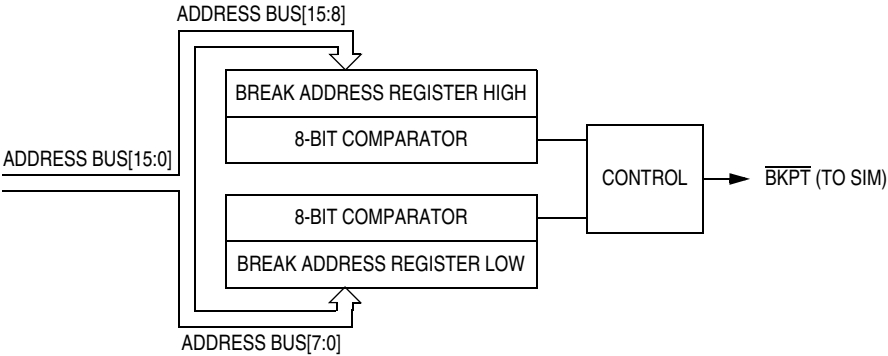 ADDRESS BUS[15:8]
BREAK ADDRESS REGISTER HIGH
8-BIT COMPARATOR
ADDRESS BUS[15:0]
CONTROL
BKPT (TO SIM)
8-BIT COMPARATOR
BREAK ADDRESS REGISTER LOW
ADDRESS BUS[7:0]